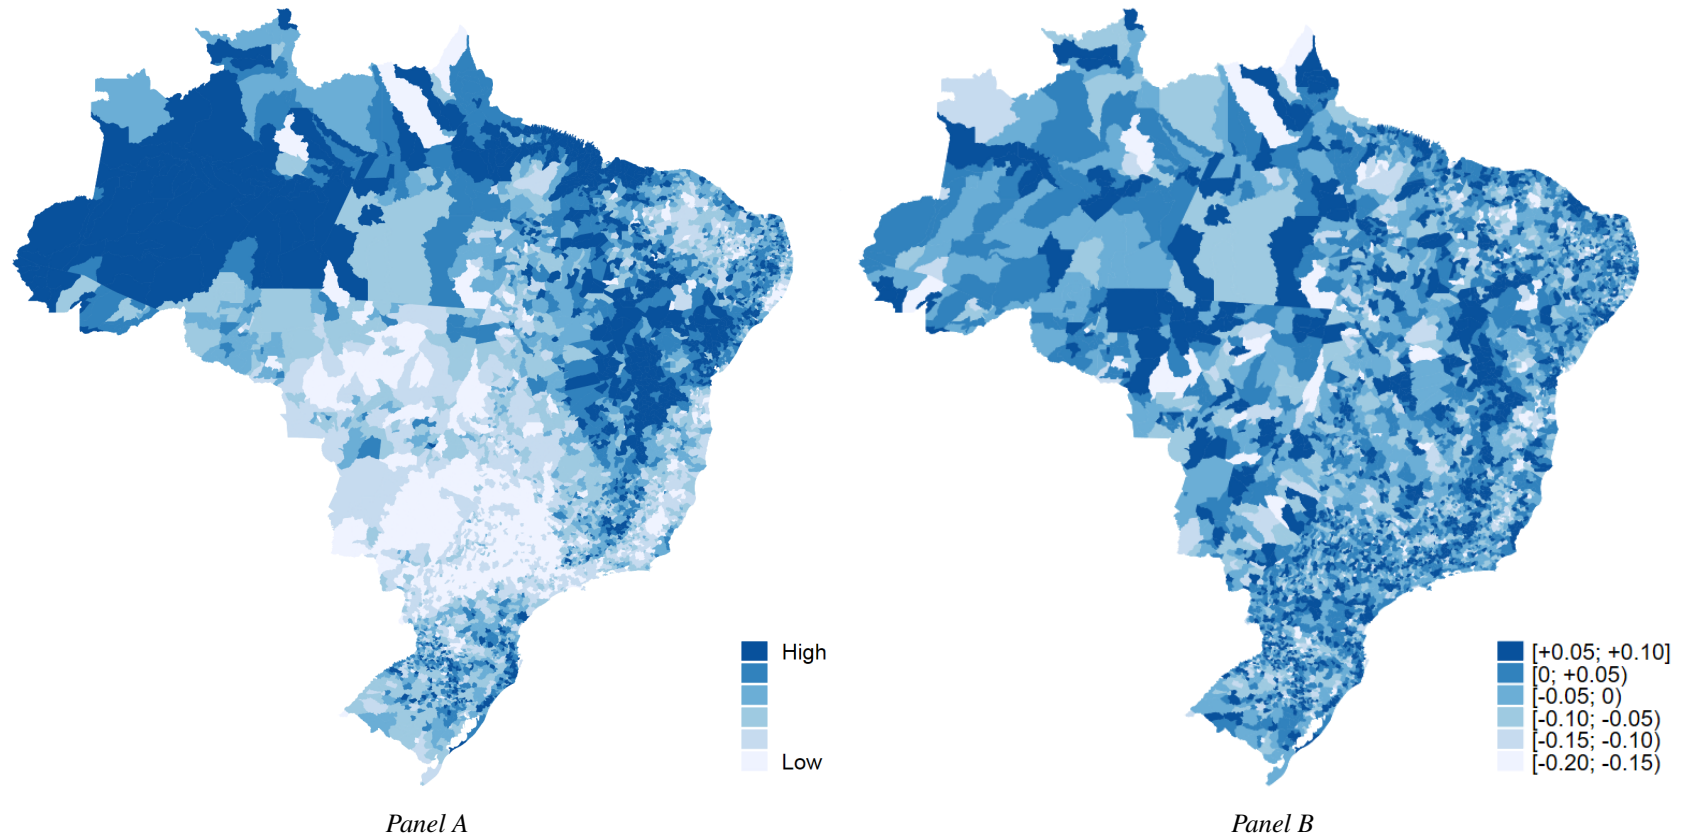 High
Low
[+0.05; +0.10]
[0; +0.05)
[-0.05; 0)
[-0.10; -0.05)
[-0.15; -0.10)
[-0.20; -0.15)
Panel A
Panel B